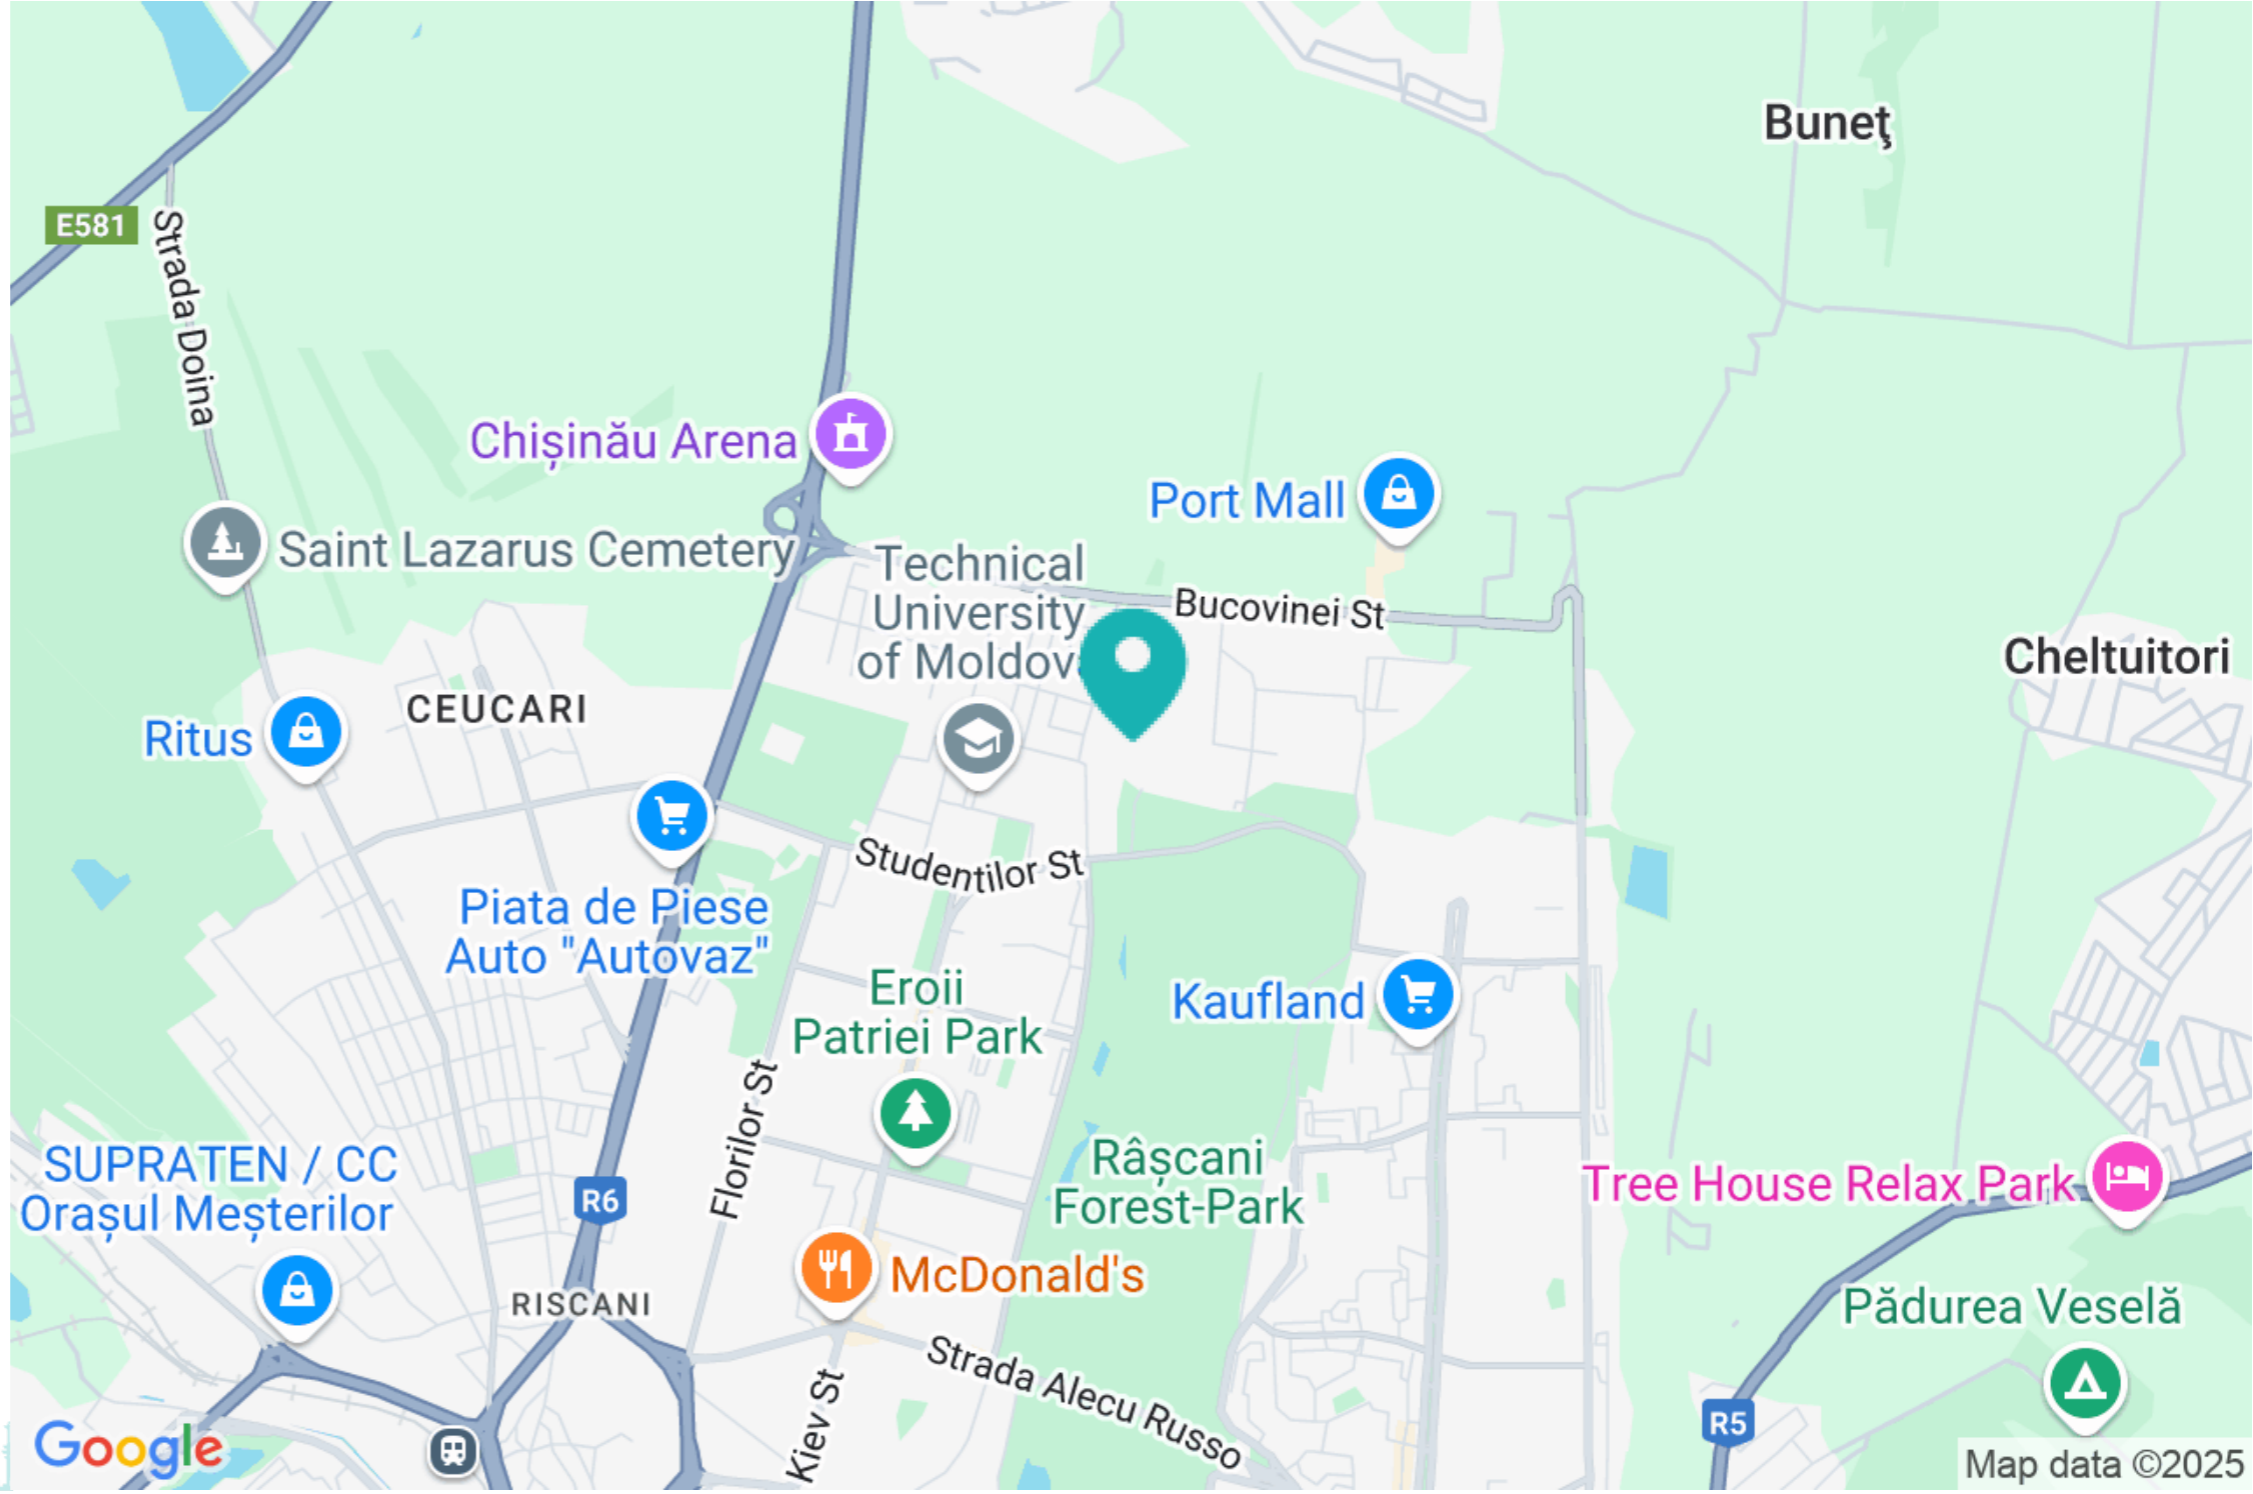 Buneţ
E581
Strada Doina
Chișinău Arena
Port Mall
Saint Lazarus Cemetery
Technical
University
of Moldov
Bucovinei St
Cheltuitori
CEUCARI
Ritus
Studentilor St
Piata de Piese
Auto "Autovaz"
Eroii
Patriei Park
Kaufland
Florilor St
Râșcani
Forest-Park
SUPRATEN / CC
Orașul Meșterilor
R6
Tree House Relax Park
McDonald's
RISCANI
Pădurea Veselă
Strada Alecu Russo
Kiev St
R5
Google
Map data ©2025